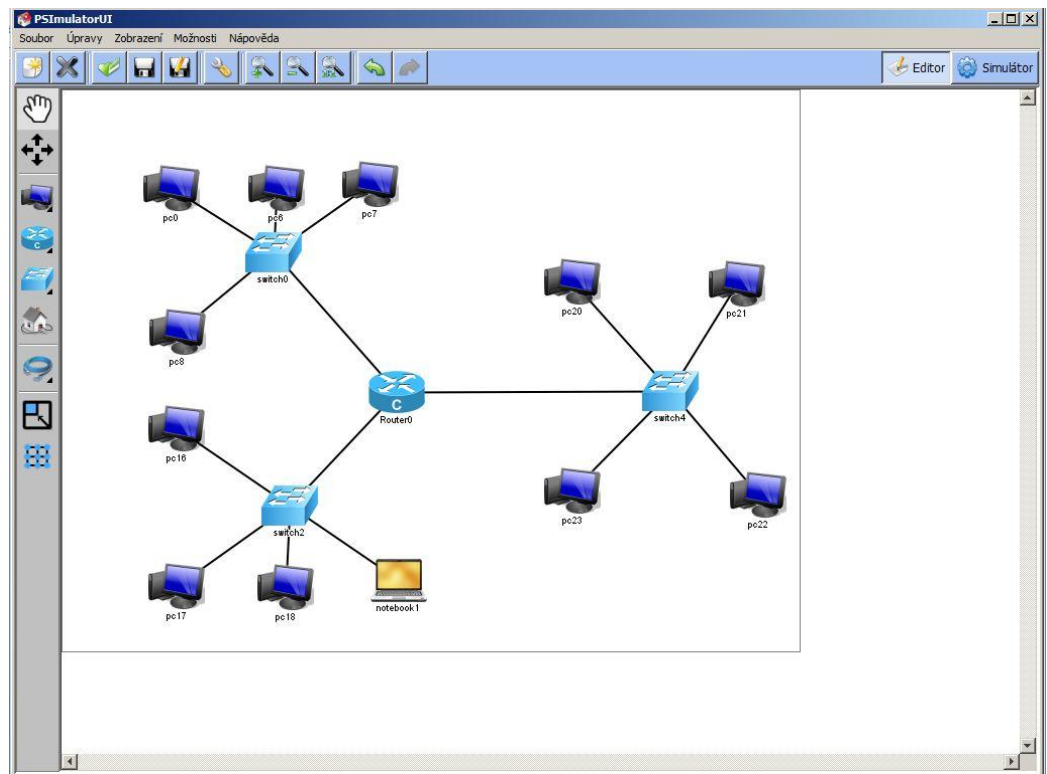 PSImulatorUI
Soubor Úpravy Zobrazení Možnosti Nápověda
Editor Simulátor
pc0
pc6
pc7
switch0
pc20
pc21
pc8
C
C
Router0
switch4
pc16
pc23
pc22
switch2
pc17
pc18
notebook1